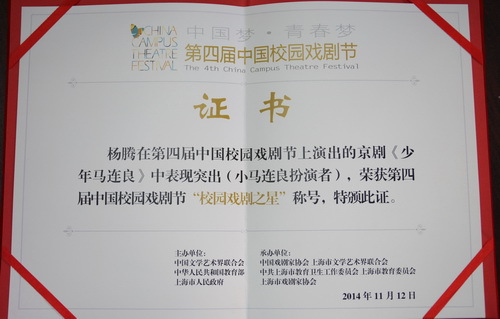 CHINA
CAMPUS
THEATRE
FESTIVAL
中国梦·青春梦
第四届中国校园戏剧节
The 4th China Campus Theatre Festival
证书
杨腾在第四届中国校园戏剧节上演出的京剧《少
年马连良》中表现突出（小马连良扮演者），荣获第四
届中国校园戏剧节“校园戏剧之星”称号，特颁此证。
主办单位：
中国文学艺术界联合会
中华人民共和国教育部
上海市人民政府
承办单位：
中国戏剧家协会 上海市文学艺术界联合会
中共上海市教育卫生工作委员会 上海市教育委员会
上海市戏剧家协会
2014年11月12日